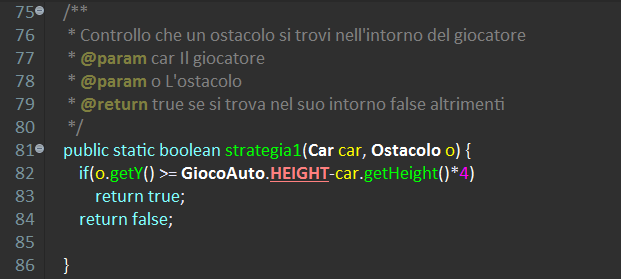 75 /**
76 * Controllo che un ostacolo si trovi nell'intorno del giocatore
77 * @param car Il giocatore
78 * @param o L'ostacolo
79 * @return true se si trova nel suo intorno false altrimenti
80 */
81 public static boolean strategia1(Car car, Ostacolo o) {
82 if(o.getY() >= GiocoAuto.HEIGHT-car.getHeight()*4)
83 return true;
84 return false;
85
86 }